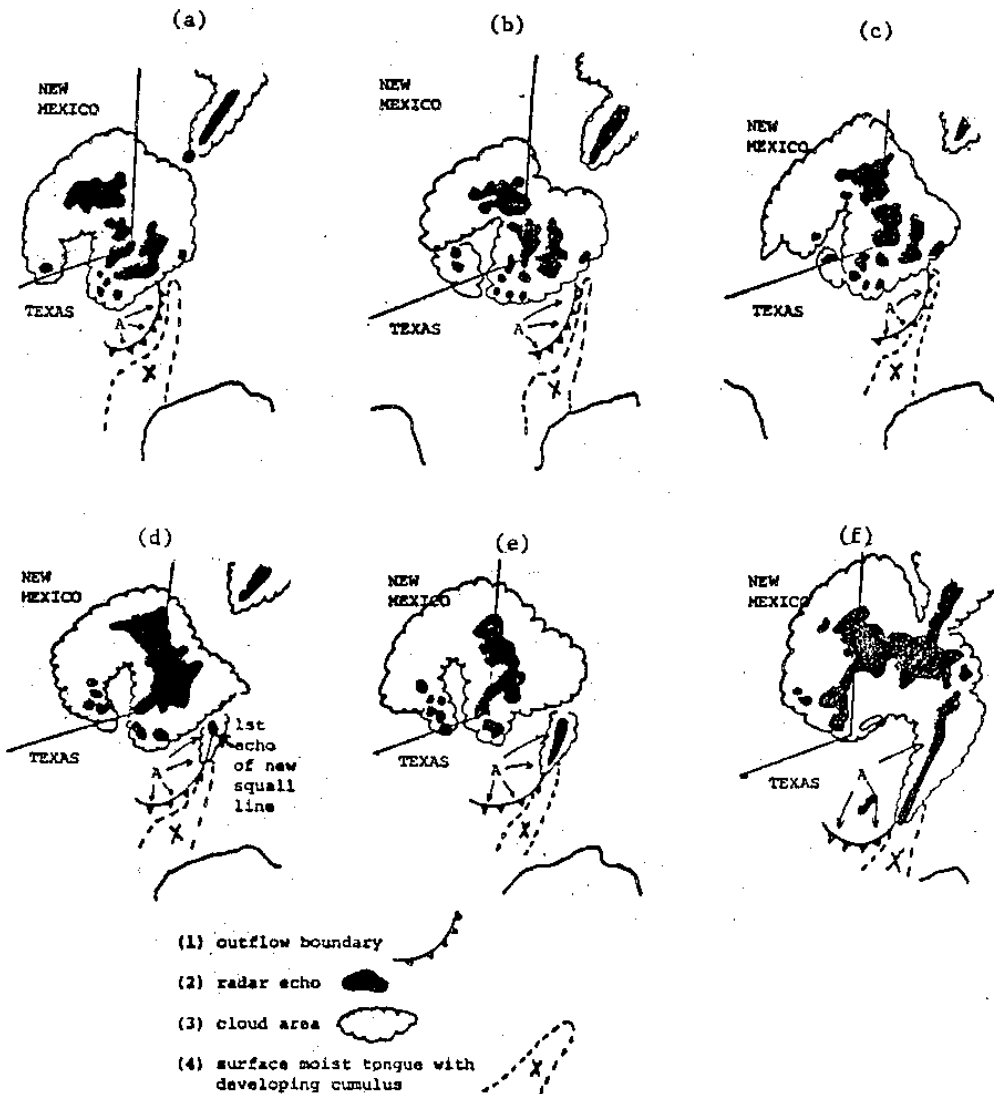 (a)
(b)
(c)
NEW
MEXICO
NEW
MEXICO
NEW
MEXICO
TEXAS
A
X
TEXAS
A
X
TEXAS
A
X
(d)
(e)
(f)
NEW
MEXICO
NEW
MEXICO
NEW
MEXICO
1st
echo
of new
squall
line
TEXAS
A
X
TEXAS
A
X
TEXAS
A
X
(1) outflow boundary
(2) radar echo
(3) cloud area
(4) surface moist tongue with
developing cumulus
X